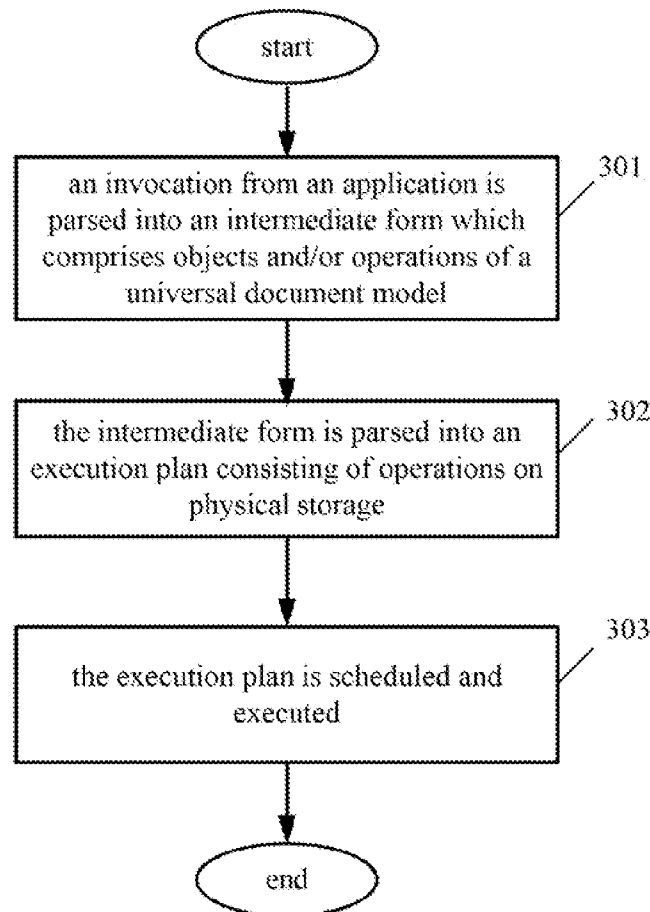 start
301
an invocation from an application is
parsed into an intermediate form which
comprises objects and/or operations of a
universal document model
302
the intermediate form is parsed into an
execution plan consisting of operations on
physical storage
303
the execution plan is scheduled and
executed
end